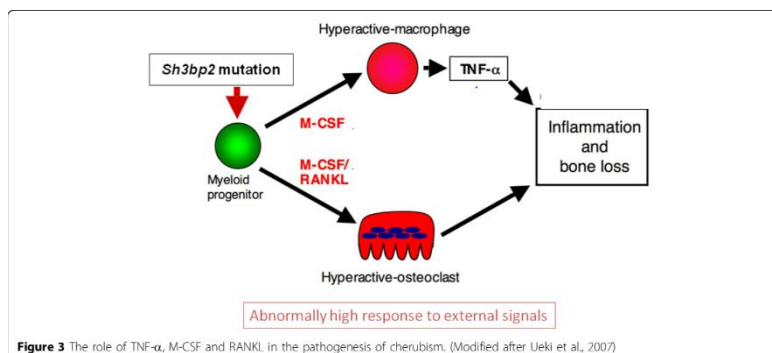 Hyperactive-macrophage
Sh3bp2 mutation
TNF-α
M-CSF
Inflammation
and
bone loss
M-CSF/
RANKL
Myeloid
progenitor
Hyperactive-osteoclast
Abnormally high response to external signals
Figure 3 The role of TNF-α, M-CSF and RANKL in the pathogenesis of cherubism. (Modified after Ueki et al., 2007)